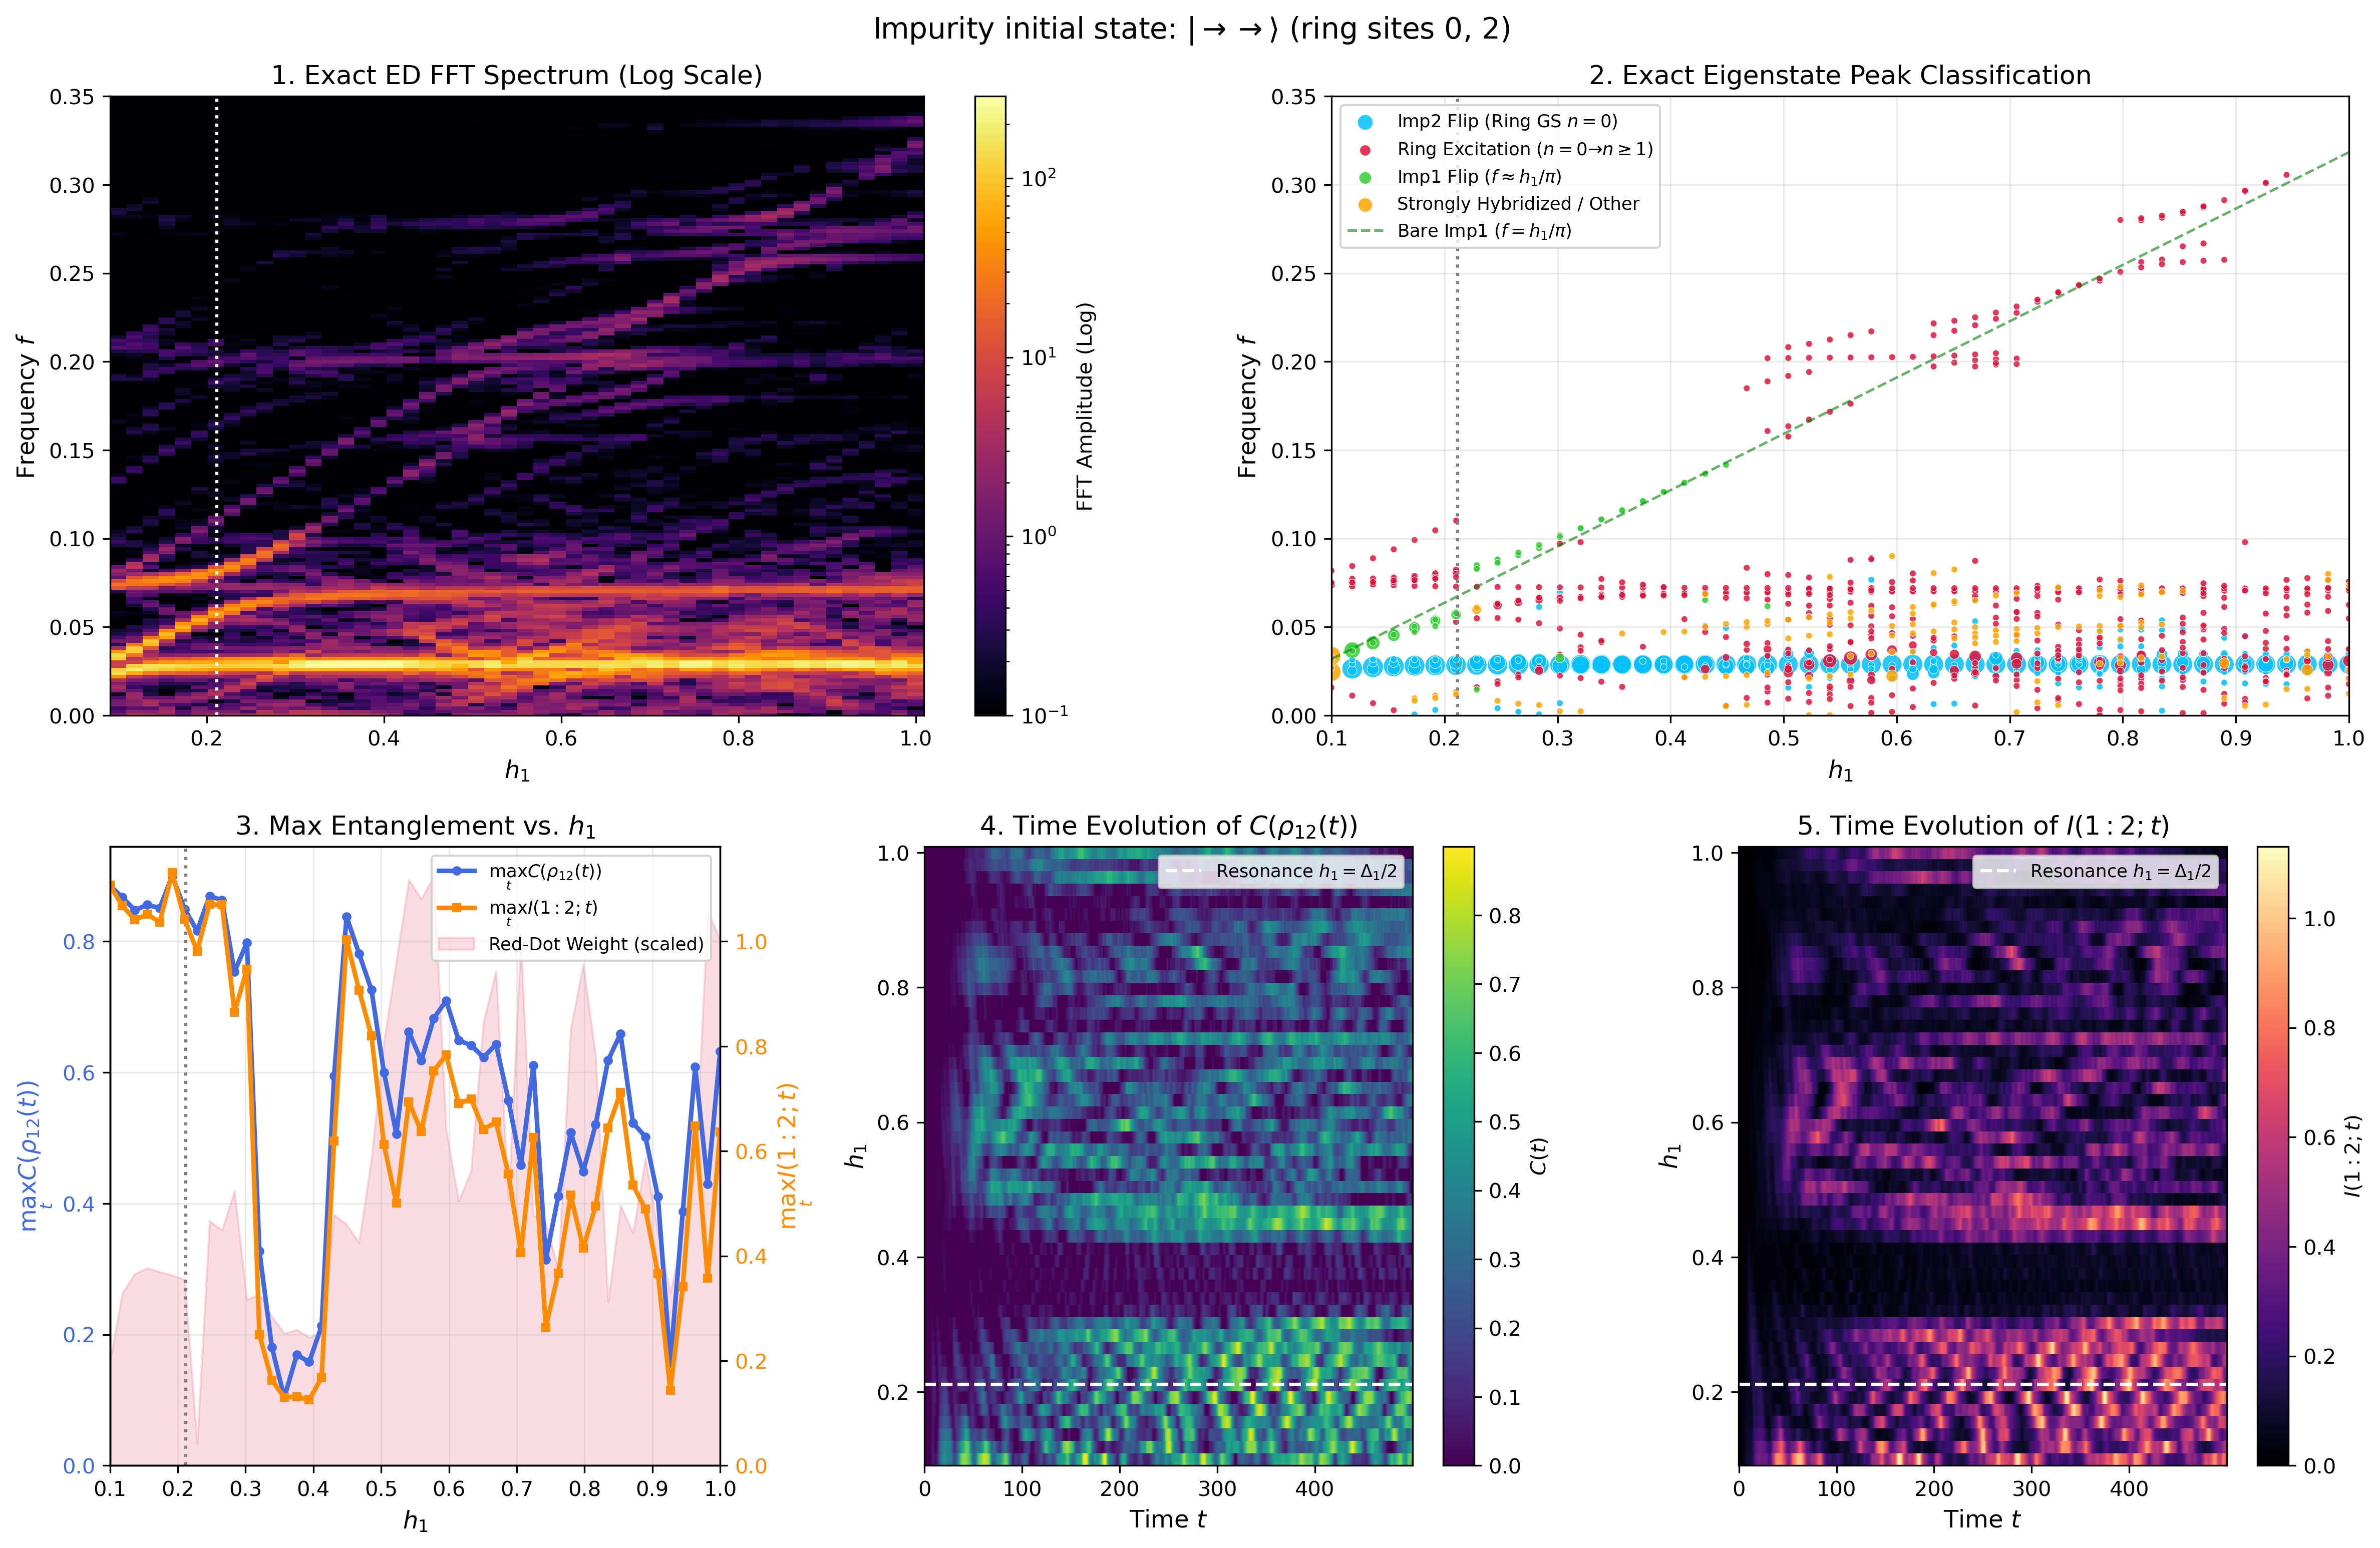 Impurity initial state: |→→⟩ (ring sites 0, 2)
1. Exact ED FFT Spectrum (Log Scale)
0.35
0.30
0.25
0.20
0.15
0.10
0.05
0.00
Frequency f
0.2
0.4
0.6
0.8
1.0
h₁
10²
10¹
10⁰
10⁻¹
FFT Amplitude (Log)
2. Exact Eigenstate Peak Classification
Imp2 Flip (Ring GS n = 0)
Ring Excitation (n = 0→n ≥ 1)
Imp1 Flip (f ≈ h₁/π)
Strongly Hybridized / Other
Bare Imp1 (f = h₁/π)
0.35
0.30
0.25
0.20
0.15
0.10
0.05
0.00
Frequency f
0.1
0.2
0.3
0.4
0.5
0.6
0.7
0.8
0.9
1.0
h₁
3. Max Entanglement vs. h₁
max C(ρ₁₂(t))
t
max I(1 : 2; t)
t
Red-Dot Weight (scaled)
0.8
0.6
0.4
0.2
0.0
max C(ρ₁₂(t))
t
1.0
0.8
0.6
0.4
0.2
0.0
max I(1 : 2; t)
t
0.1
0.2
0.3
0.4
0.5
0.6
0.7
0.8
0.9
1.0
h₁
4. Time Evolution of C(ρ₁₂(t))
Resonance h₁ = Δ₁/2
1.0
0.8
0.6
0.4
0.2
h₁
0
100
200
300
400
Time t
0.8
0.7
0.6
0.5
0.4
0.3
0.2
0.1
0.0
C(t)
5. Time Evolution of I(1 : 2; t)
Resonance h₁ = Δ₁/2
1.0
0.8
0.6
0.4
0.2
h₁
0
100
200
300
400
Time t
1.0
0.8
0.6
0.4
0.2
0.0
I(1 : 2; t)